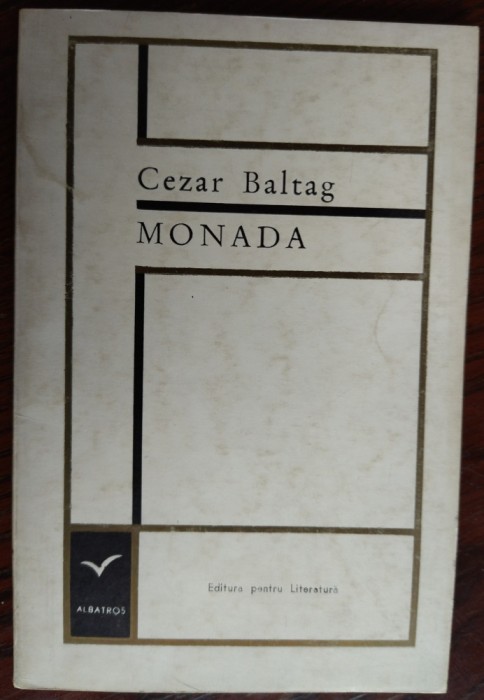 Cezar Baltag
MONADA
ALBATROS
Editura pentru Literatură